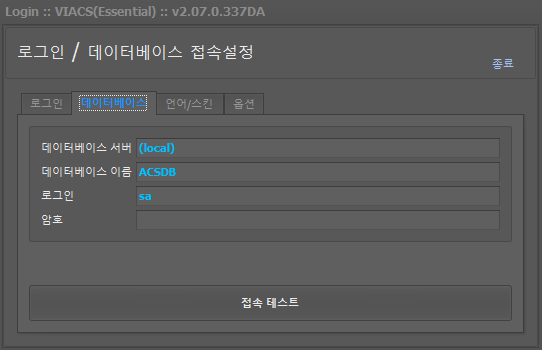 Login :: VIACS(Essential) :: v2.07.0.337DA
로그인 / 데이터베이스 접속설정
종료
로그인 데이터베이스 언어/스킨 옵션
데이터베이스 서버 (local)
데이터베이스 이름 ACSDB
로그인 sa
암호
접속 테스트